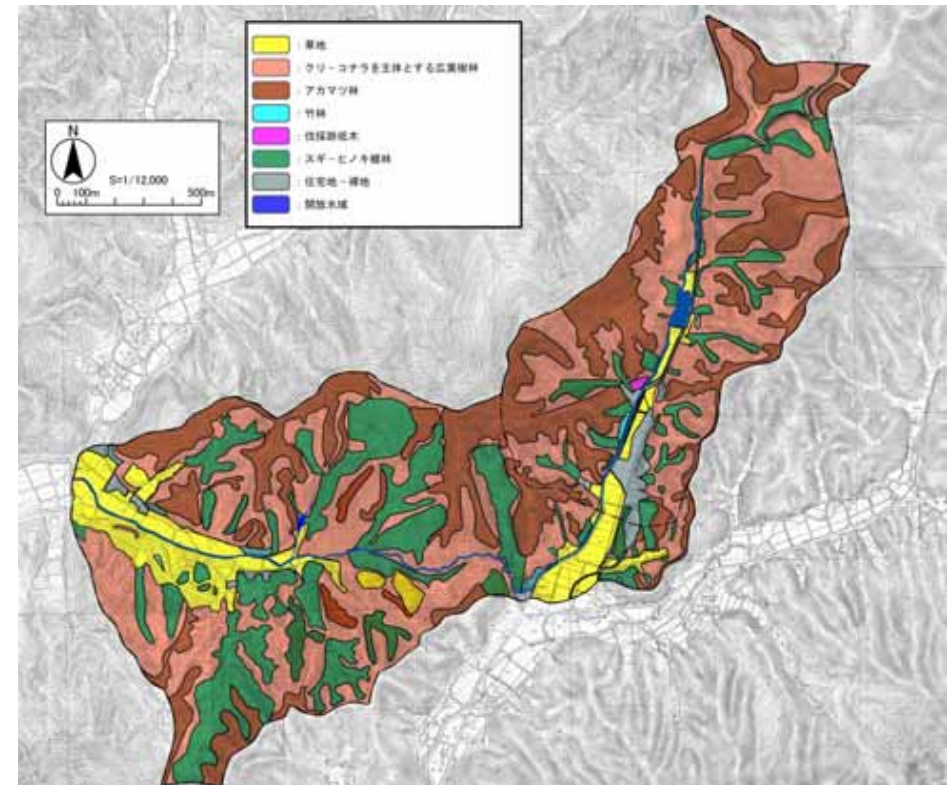 : 草地
: クリ－コナラを主体とする広葉樹林
: アカマツ林
: 竹林
: 伐採跡低木
: スギ－ヒノキ植林
: 住宅地－裸地
: 開放水域
N
S=1/12,000
0 100m 500m